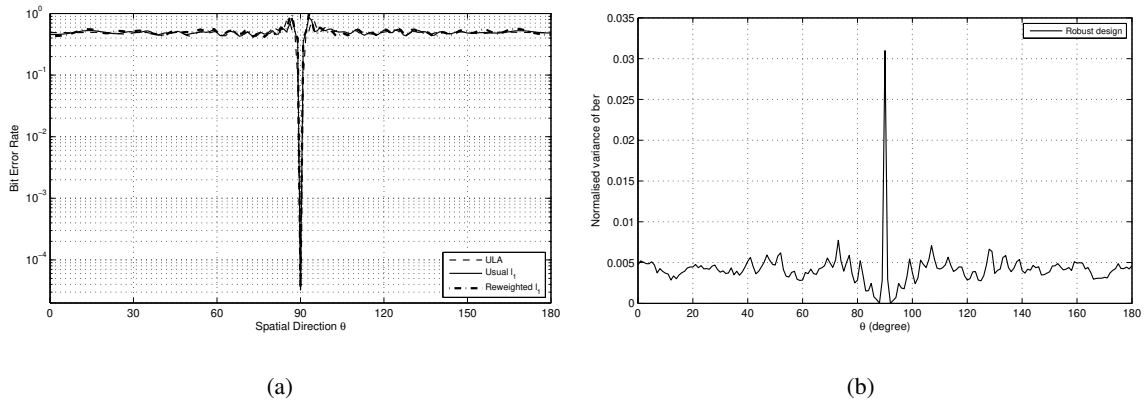 10^0
10^-1
10^-2
10^-3
10^-4
Bit Error Rate
0 30 60 90 120 150 180
Spatial Direction θ
ULA
Usual l_1
Reweighted l_1
(a)
0.035
0.03
0.025
0.02
0.015
0.01
0.005
0
Normalised variance of ber
0 20 40 60 80 100 120 140 160 180
θ (degree)
Robust design
(b)